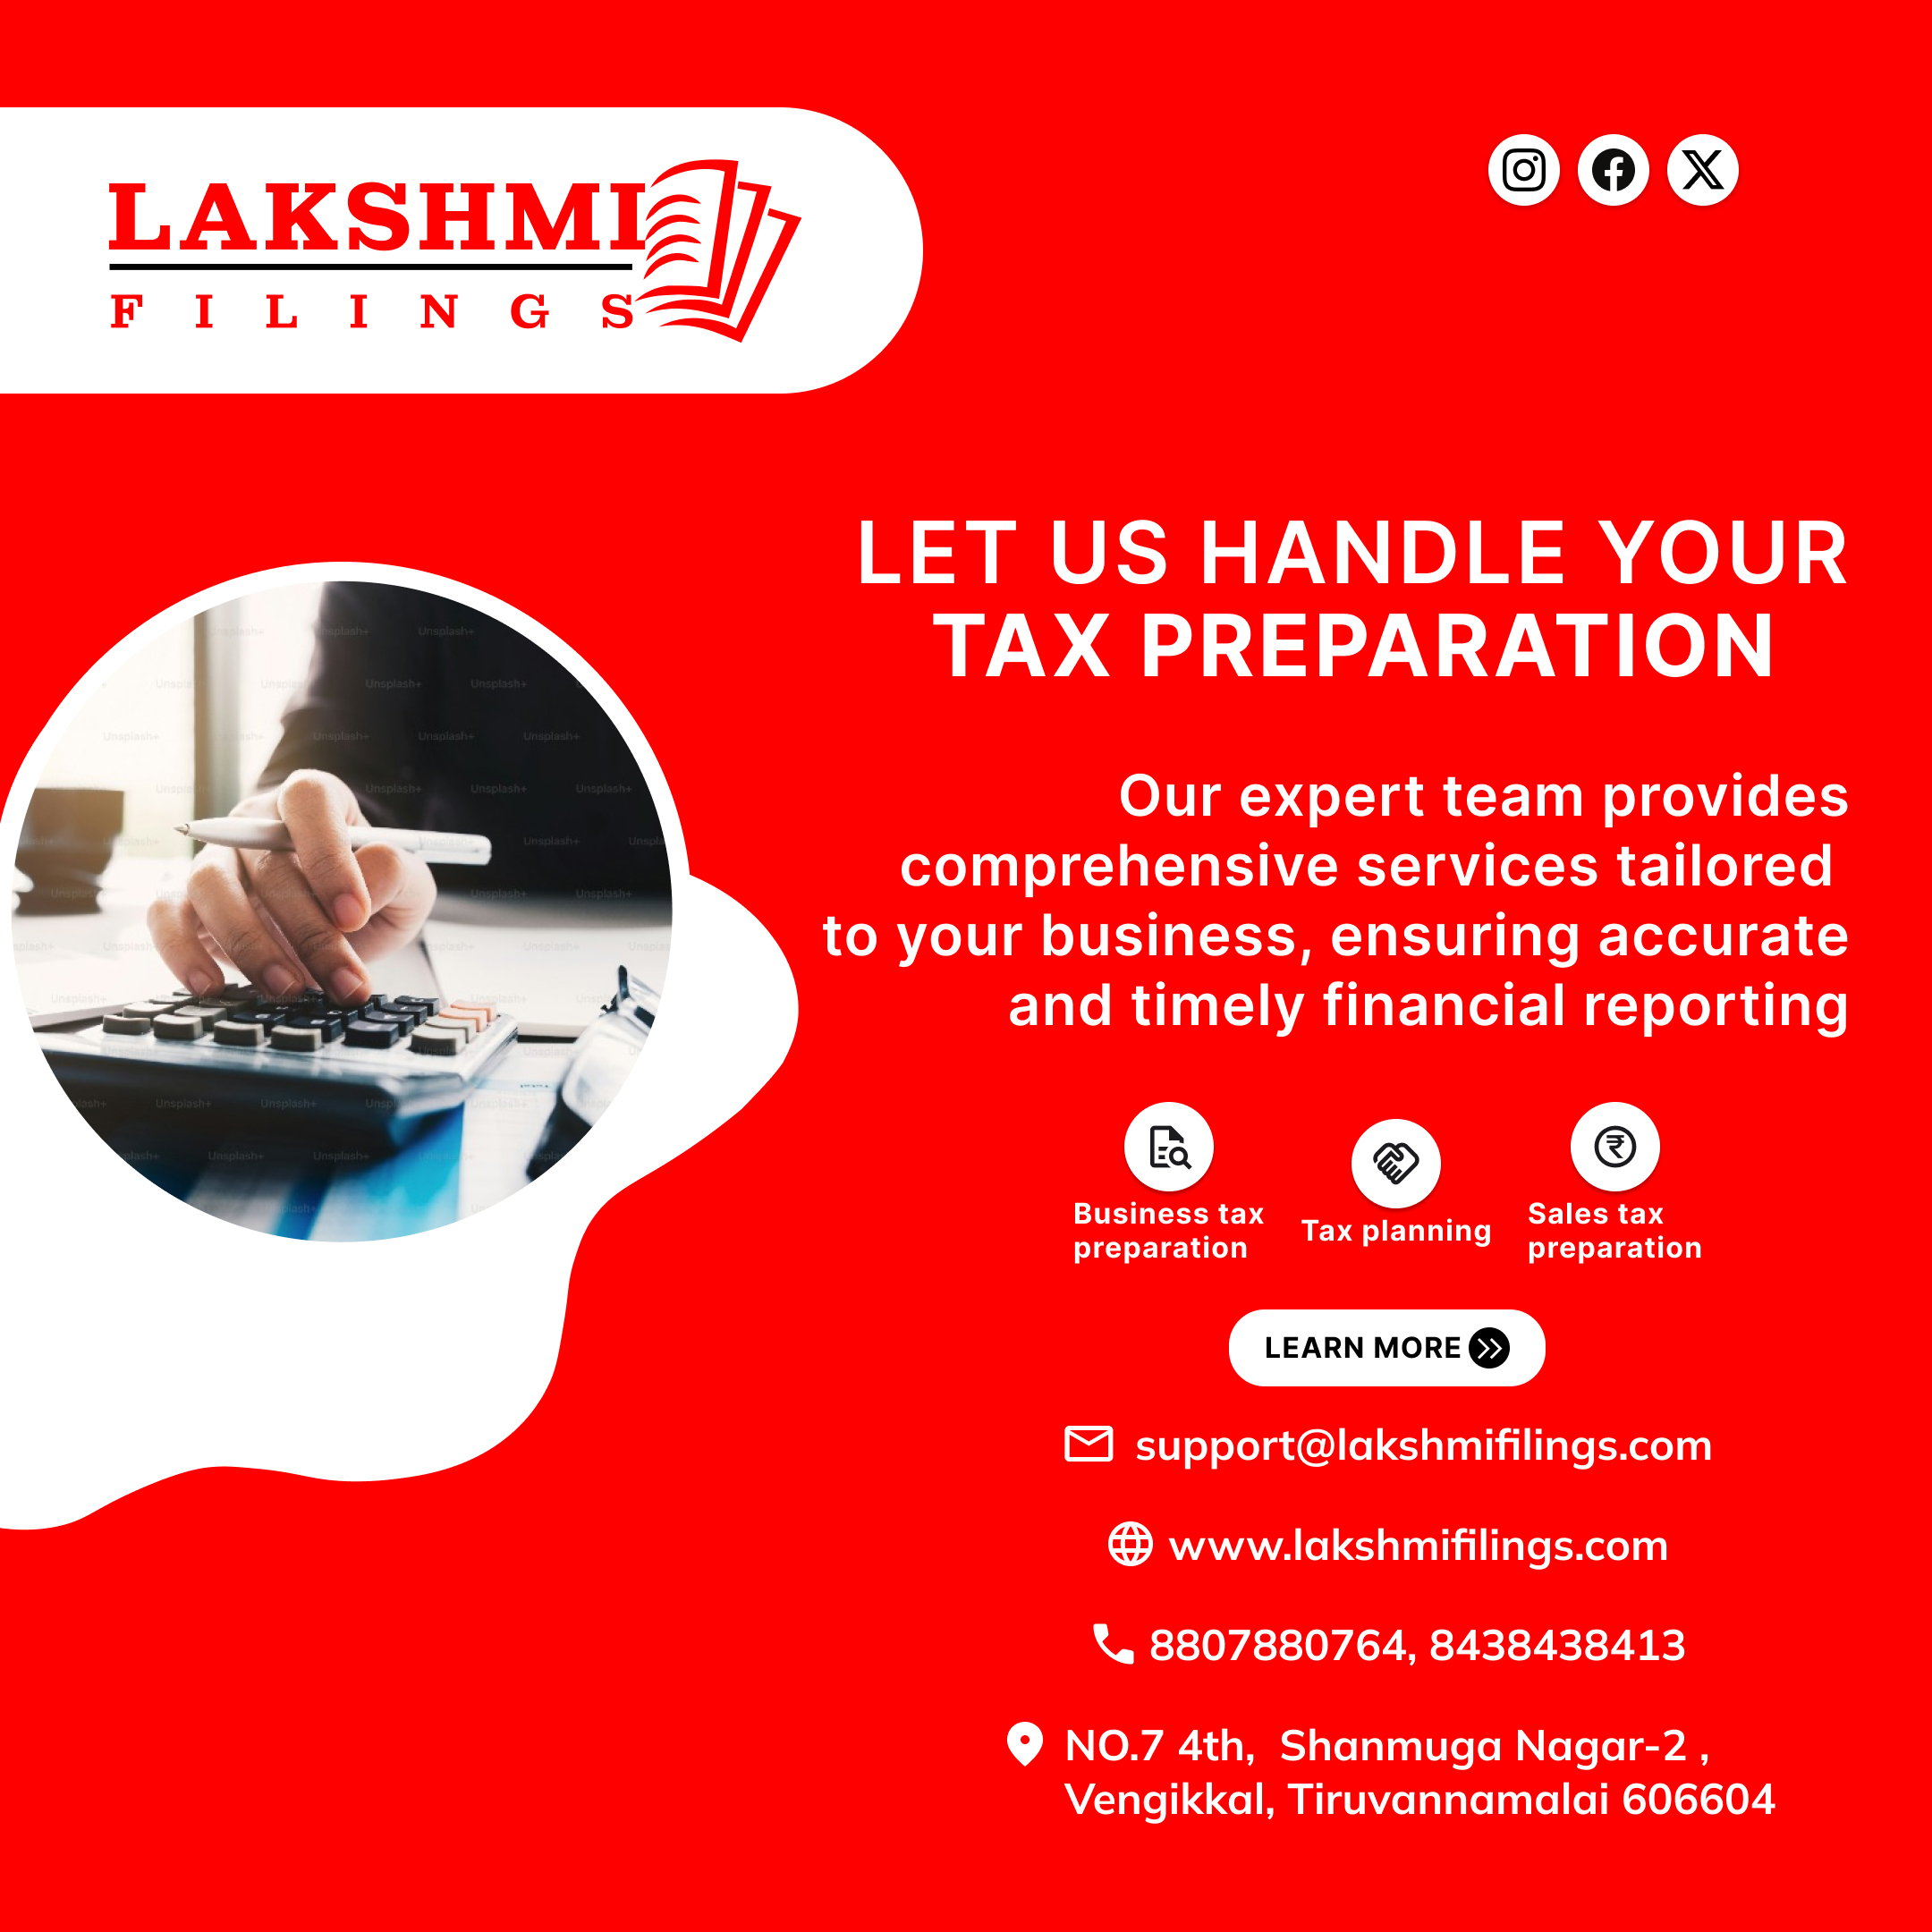 LAKSHMI
FILINGS
LET US HANDLE YOUR
TAX PREPARATION
Our expert team provides
comprehensive services tailored
to your business, ensuring accurate
and timely financial reporting
Business tax
preparation
Tax planning
Sales tax
preparation
LEARN MORE
support@lakshmifilings.com
www.lakshmifilings.com
8807880764, 8438438413
NO.7 4th,  Shanmuga Nagar-2 ,
Vengikkal, Tiruvannamalai 606604
Unsplash+